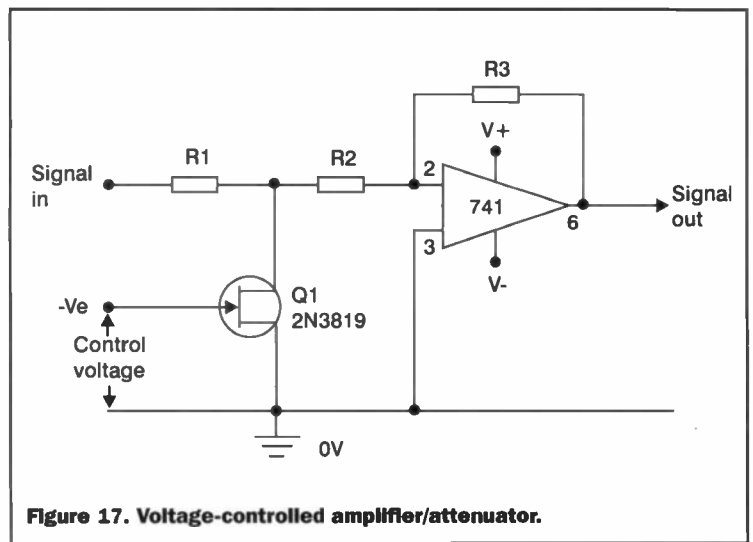 R3
V+
R1
R2
Signal
in
2
741
6
Signal
out
3
V-
-Ve
Q1
2N3819
Control
voltage
0V
Figure 17. Voltage-controlled amplifier/attenuator.